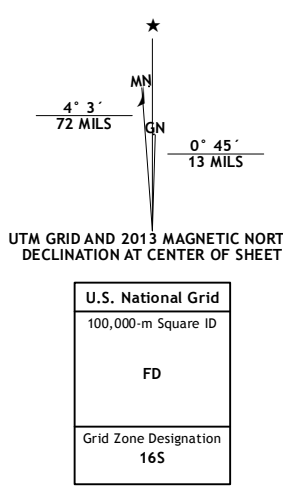 ★
MN
4° 3´
72 MILS
GN
0° 45´
13 MILS
UTM GRID AND 2013 MAGNETIC NORT
DECLINATION AT CENTER OF SHEET
U.S. National Grid
100,000-m Square ID
FD
Grid Zone Designation
16S